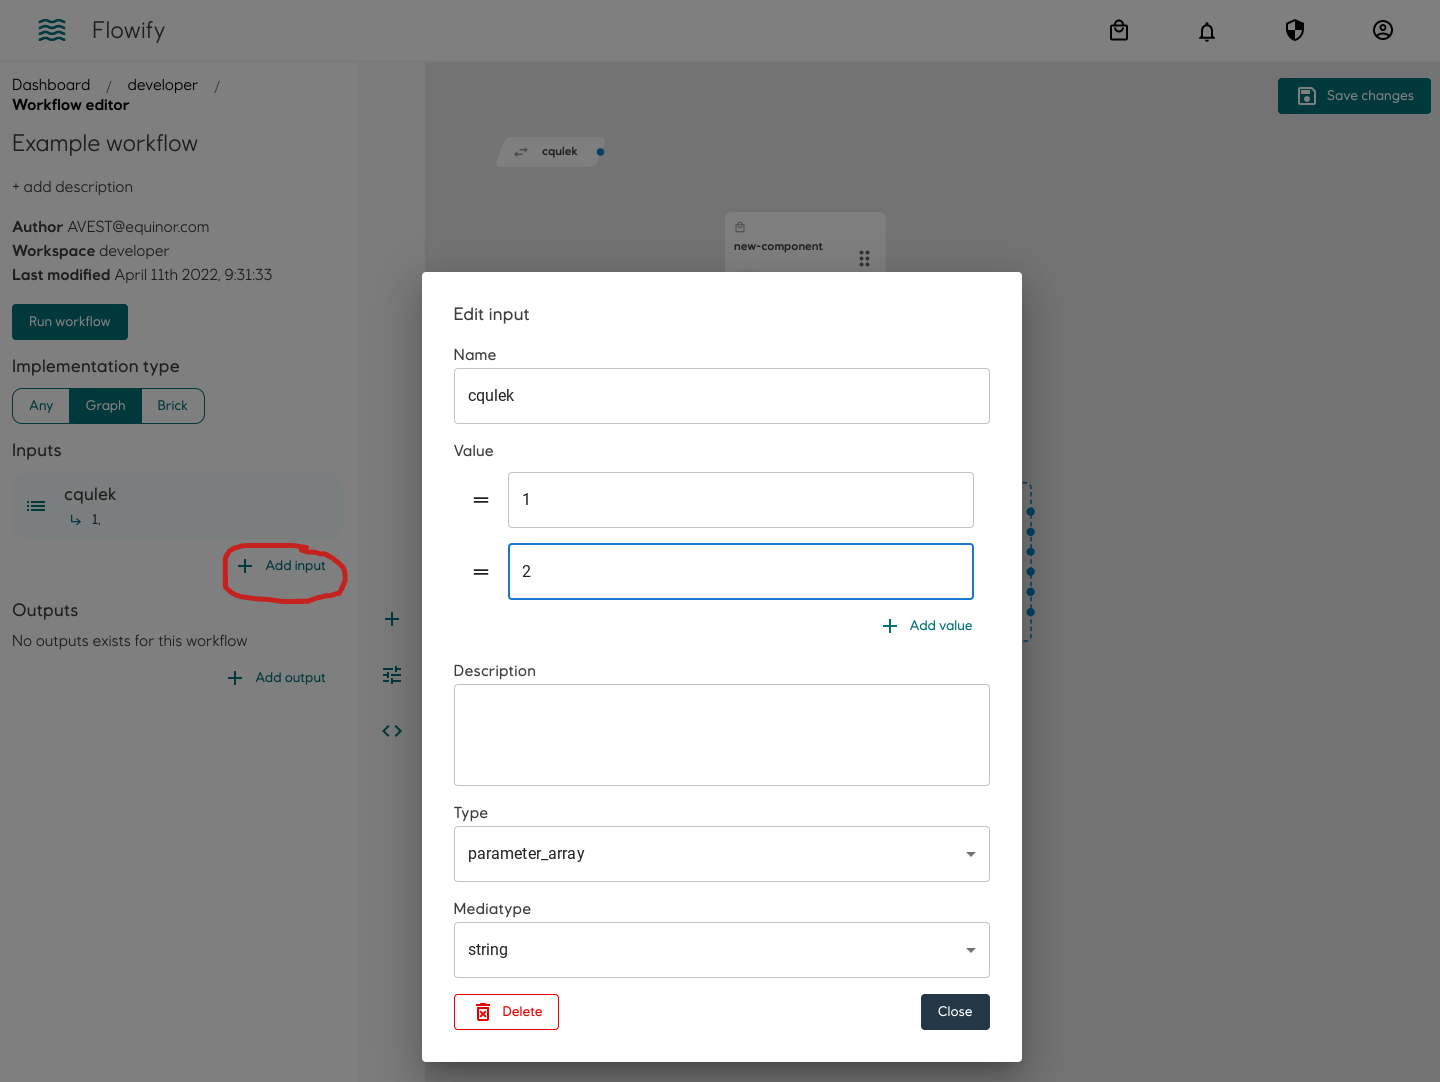 Flowify
Dashboard / developer /
Workflow editor
Save changes
Example workflow
+ add description
Author AVEST@equinor.com
Workspace developer
Last modified April 11th 2022, 9:31:33
Run workflow
Implementation type
Any Graph Brick
Inputs
cqulek
1,
+ Add input
Outputs
No outputs exists for this workflow
+ Add output
cqulek
new-component
Edit input
Name
cqulek
Value
1
2
+ Add value
Description
Type
parameter_array
Mediatype
string
Delete
Close